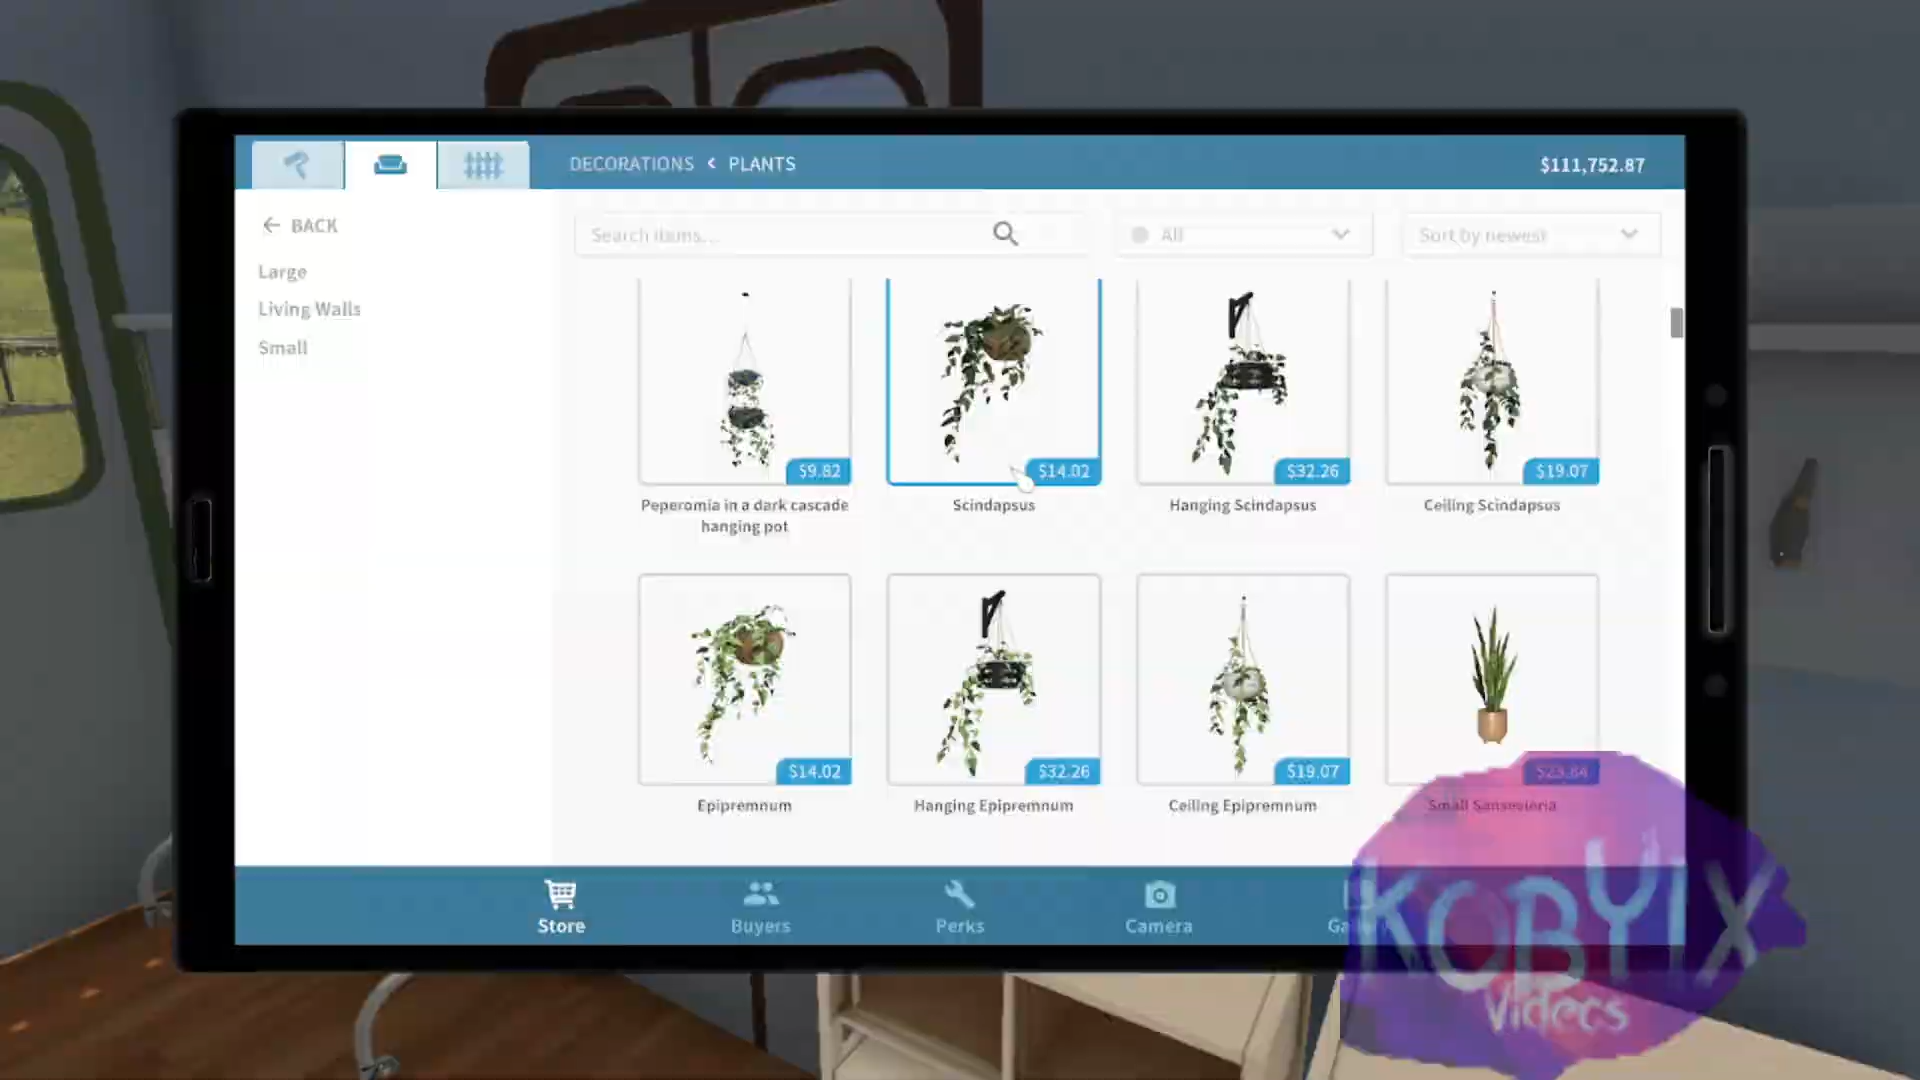 DECORATIONS < PLANTS
$111,752.87
← BACK
Search items...
All
Sort by newest
Large
Living Walls
Small
$9.82
$14.02
$32.26
$19.07
Peperomia in a dark cascade
hanging pot
Scindapsus
Hanging Scindapsus
Ceiling Scindapsus
$14.02
$32.26
$19.07
$23.84
Epipremnum
Hanging Epipremnum
Ceiling Epipremnum
Small Sansevieria
Store
Buyers
Perks
Camera
KOBYIX
Videos